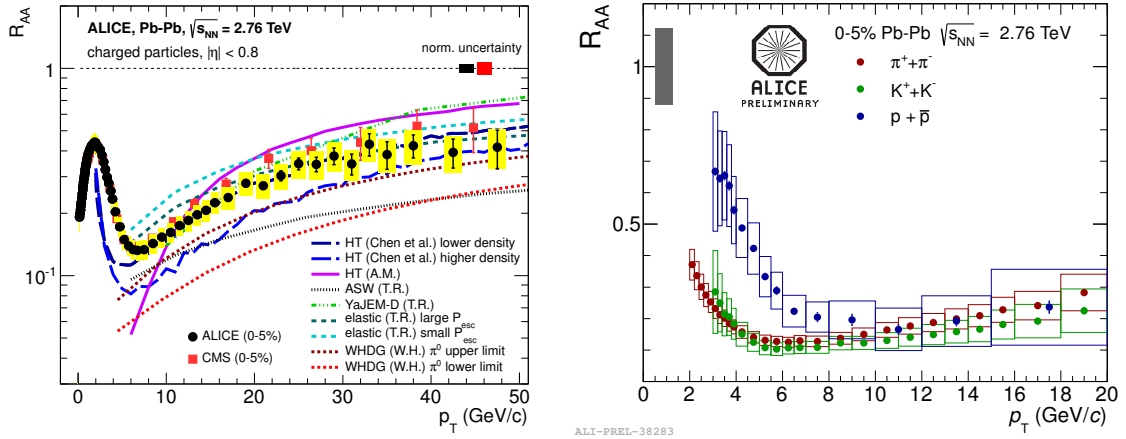 R_AA
ALICE, Pb-Pb, √s_NN = 2.76 TeV
charged particles, |η| < 0.8
norm. uncertainty
1
10^-1
HT (Chen et al.) lower density
HT (Chen et al.) higher density
HT (A.M.)
ASW (T.R.)
YaJEM-D (T.R.)
elastic (T.R.) large P_esc
elastic (T.R.) small P_esc
WHDG (W.H.) π^0 upper limit
WHDG (W.H.) π^0 lower limit
ALICE (0-5%)
CMS (0-5%)
0 10 20 30 40 50
p_T (GeV/c)
R_AA
0-5% Pb-Pb √s_NN = 2.76 TeV
π^+ + π^-
K^+ + K^-
p + p̅
ALICE
PRELIMINARY
1
0.5
0 2 4 6 8 10 12 14 16 18 20
p_T (GeV/c)
ALI-PREL-38283